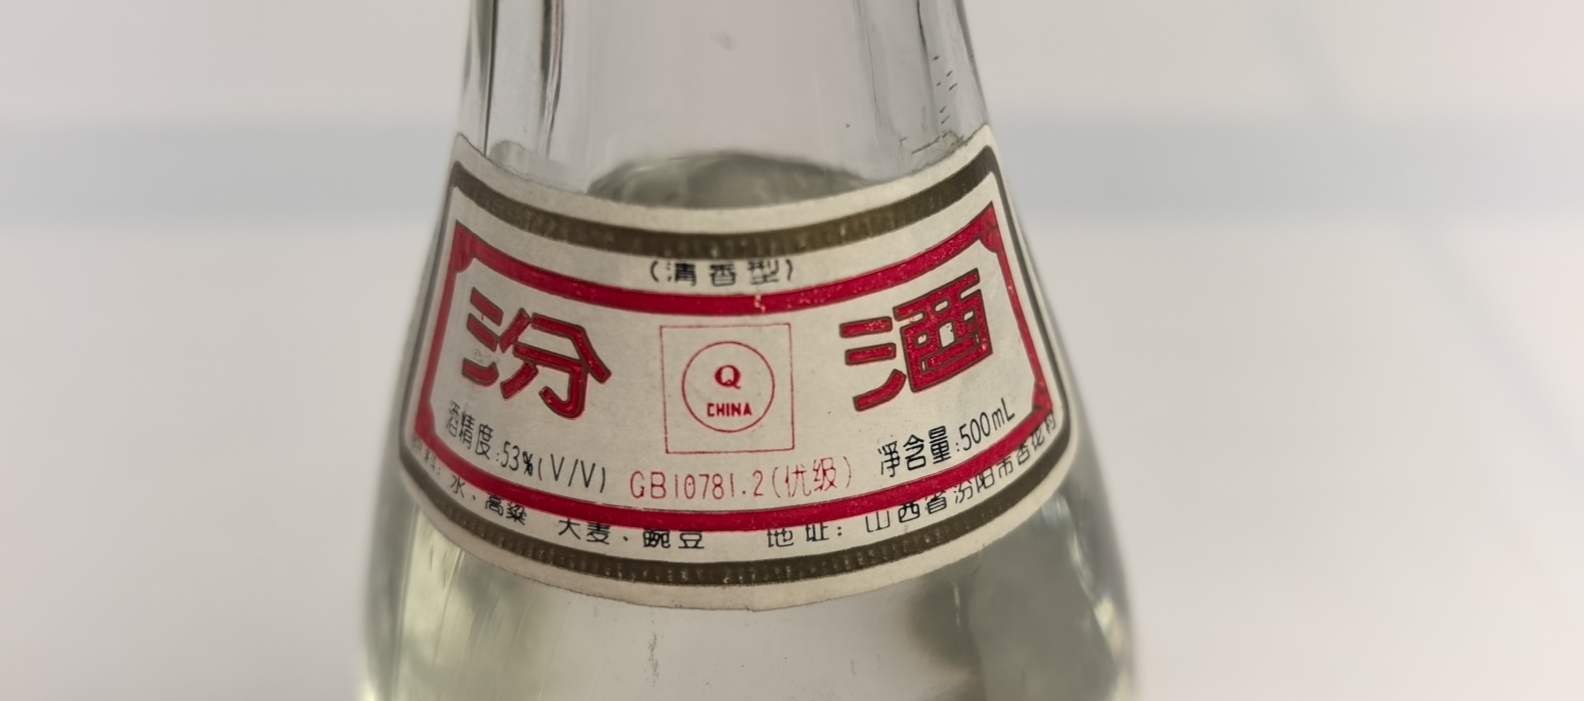 (清香型)
汾酒
Q
CHINA
酒精度:53%(V/V)
GB10781.2(优级)
净含量:500mL
水、高粱 大麦、豌豆
地址:山西省汾阳市杏花村